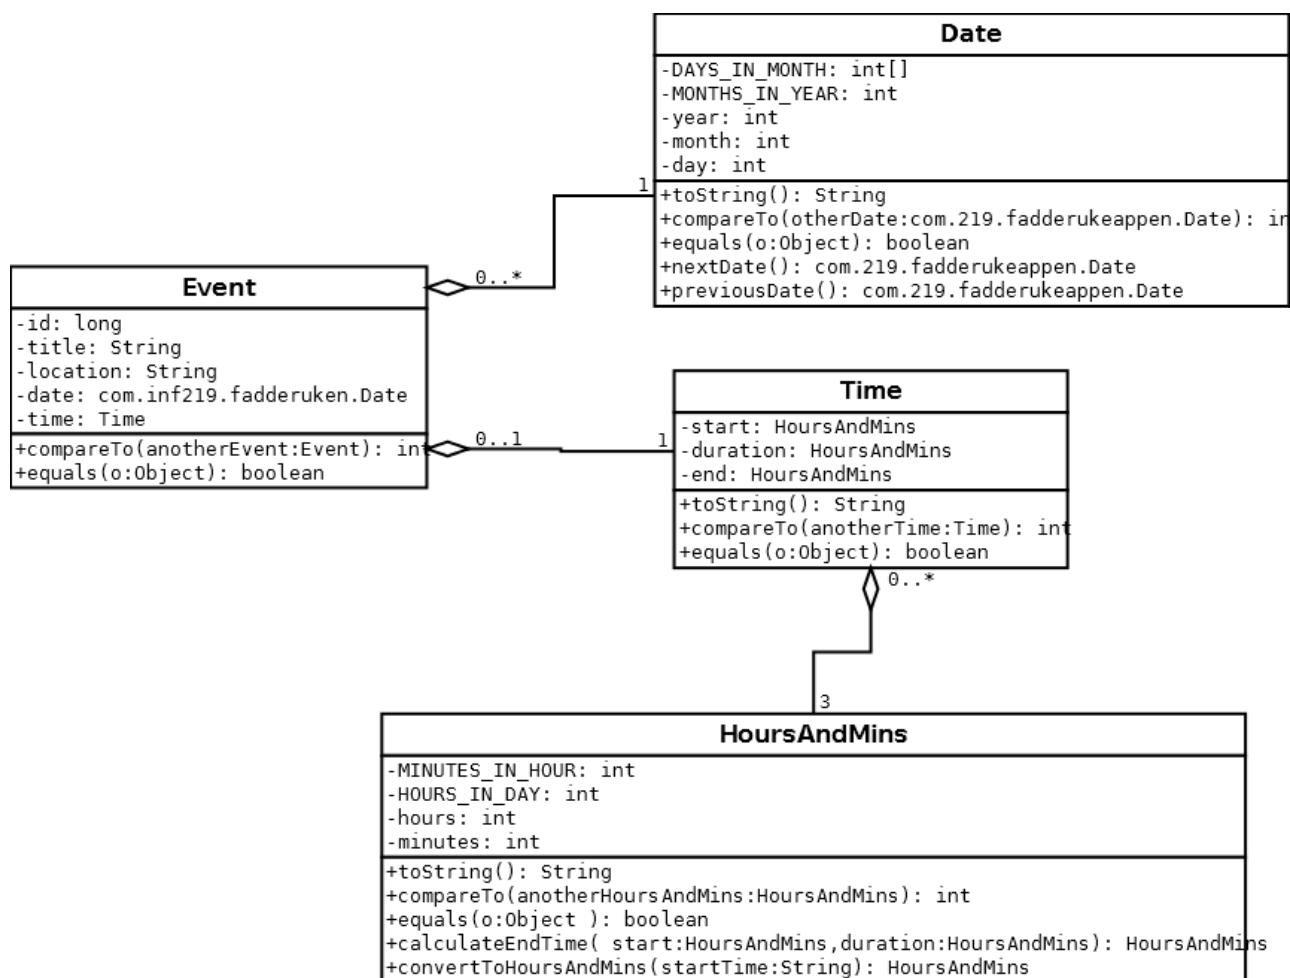 Date
-DAYS_IN_MONTH: int[]
-MONTHS_IN_YEAR: int
-year: int
-month: int
-day: int
1
+toString(): String
+compareTo(otherDate:com.219.fadderukeappen.Date): in
+equals(o:Object): boolean
+nextDate(): com.219.fadderukeappen.Date
+previousDate(): com.219.fadderukeappen.Date
0..*
Event
-id: long
-title: String
-location: String
-date: com.inf219.fadderuken.Date
-time: Time
+compareTo(anotherEvent:Event): int
+equals(o:Object): boolean
0..1
1
Time
-start: HoursAndMins
-duration: HoursAndMins
-end: HoursAndMins
+toString(): String
+compareTo(anotherTime:Time): int
+equals(o:Object): boolean
0..*
3
HoursAndMins
-MINUTES_IN_HOUR: int
-HOURS_IN_DAY: int
-hours: int
-minutes: int
+toString(): String
+compareTo(anotherHoursAndMins:HoursAndMins): int
+equals(o:Object ): boolean
+calculateEndTime( start:HoursAndMins,duration:HoursAndMins): HoursAndMins
+convertToHoursAndMins(startTime:String): HoursAndMins